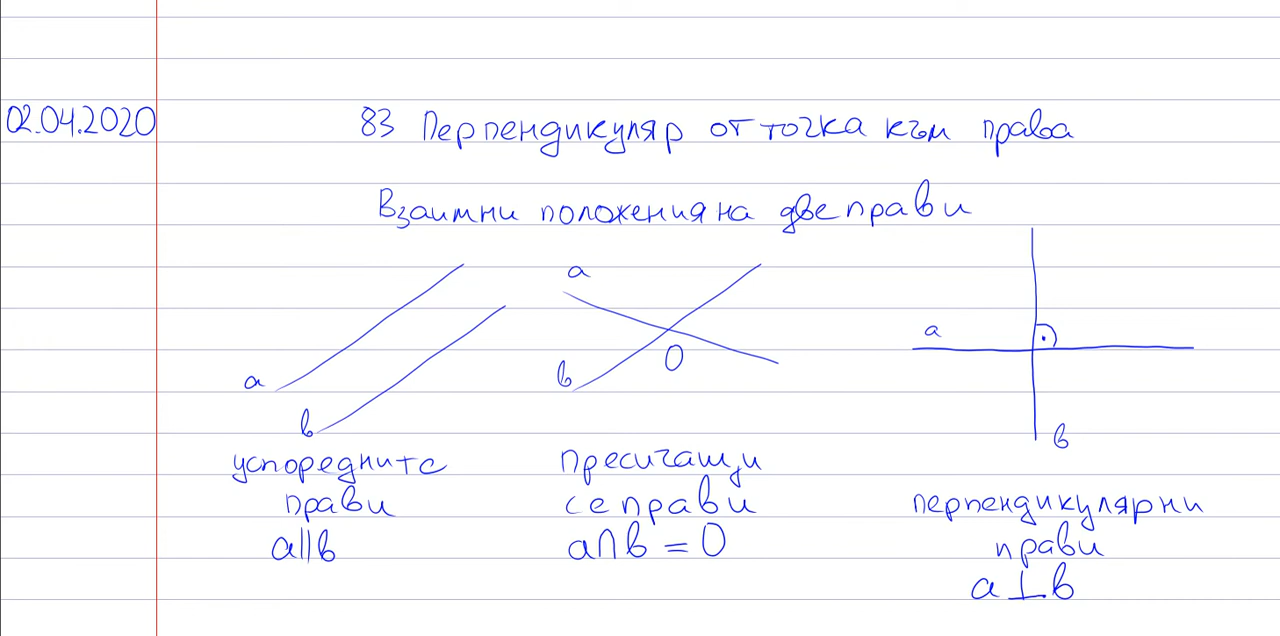 02.04.2020
83 Перпендикуляр от точка към права
Взаимни положения на две прави
a
b
a
b
O
a
b
успоредните
прави
a||b
пресичащи
се прави
a∩b = O
перпендикулярни
прави
a⊥b